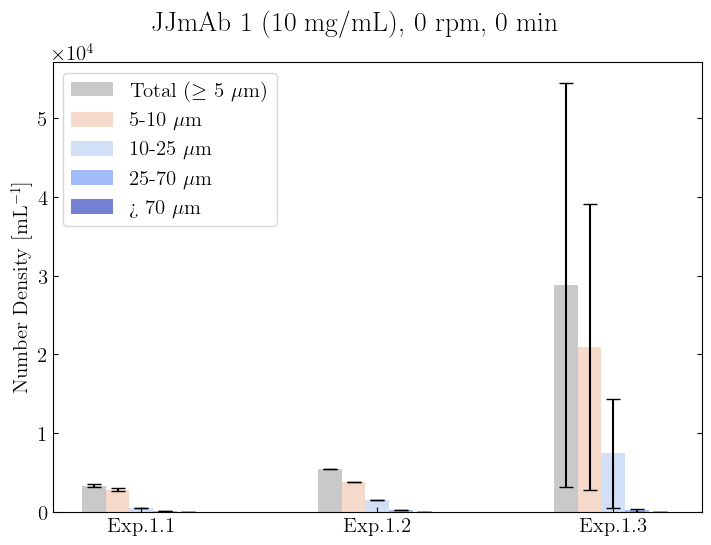 JJmAb 1 (10 mg/mL), 0 rpm, 0 min
×10⁴
Total (≥ 5 μm)
5-10 μm
10-25 μm
25-70 μm
¿ 70 μm
Number Density [mL⁻¹]
5
4
3
2
1
0
Exp.1.1 Exp.1.2 Exp.1.3